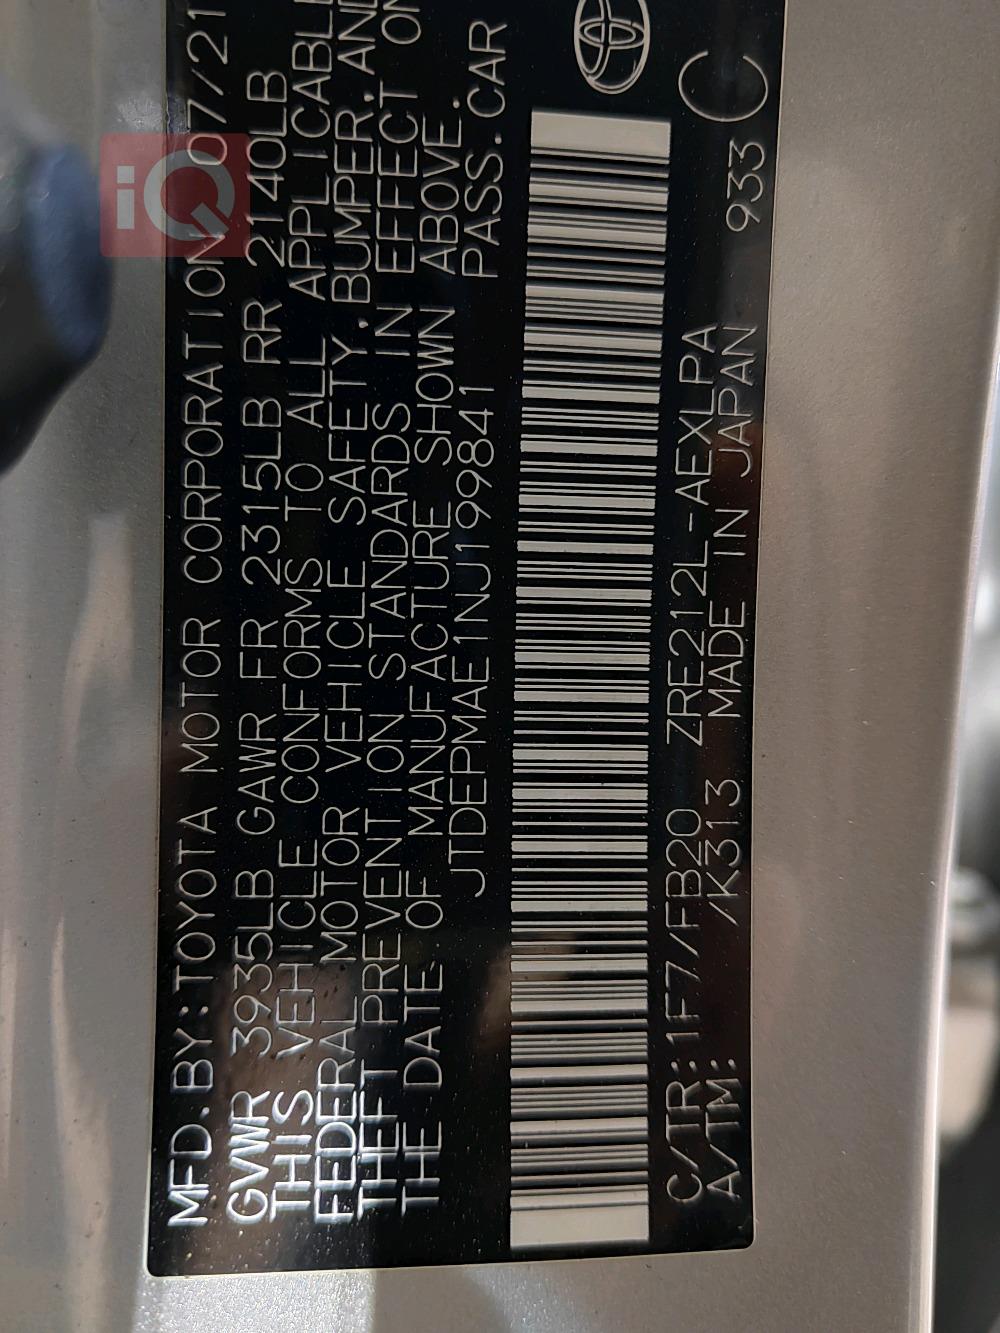 iQ
MFD.BY:TOYOTA MOTOR CORPORATION 07/21
GVWR 3935LB GAWR FR 2315LB RR 2140LB
THIS VEHICLE CONFORMS TO ALL APPLICABLE
FEDERAL MOTOR VEHICLE SAFETY,BUMPER,AND
THEFT PREVENTION STANDARDS IN EFFECT ON
THE DATE OF MANUFACTURE SHOWN ABOVE.
JTDEPMAE1NJ199841 PASS.CAR
C/TR:1F7/FB20 ZRE212L-AEXLPA 933 C
A/TM: /K313 MADE IN JAPAN